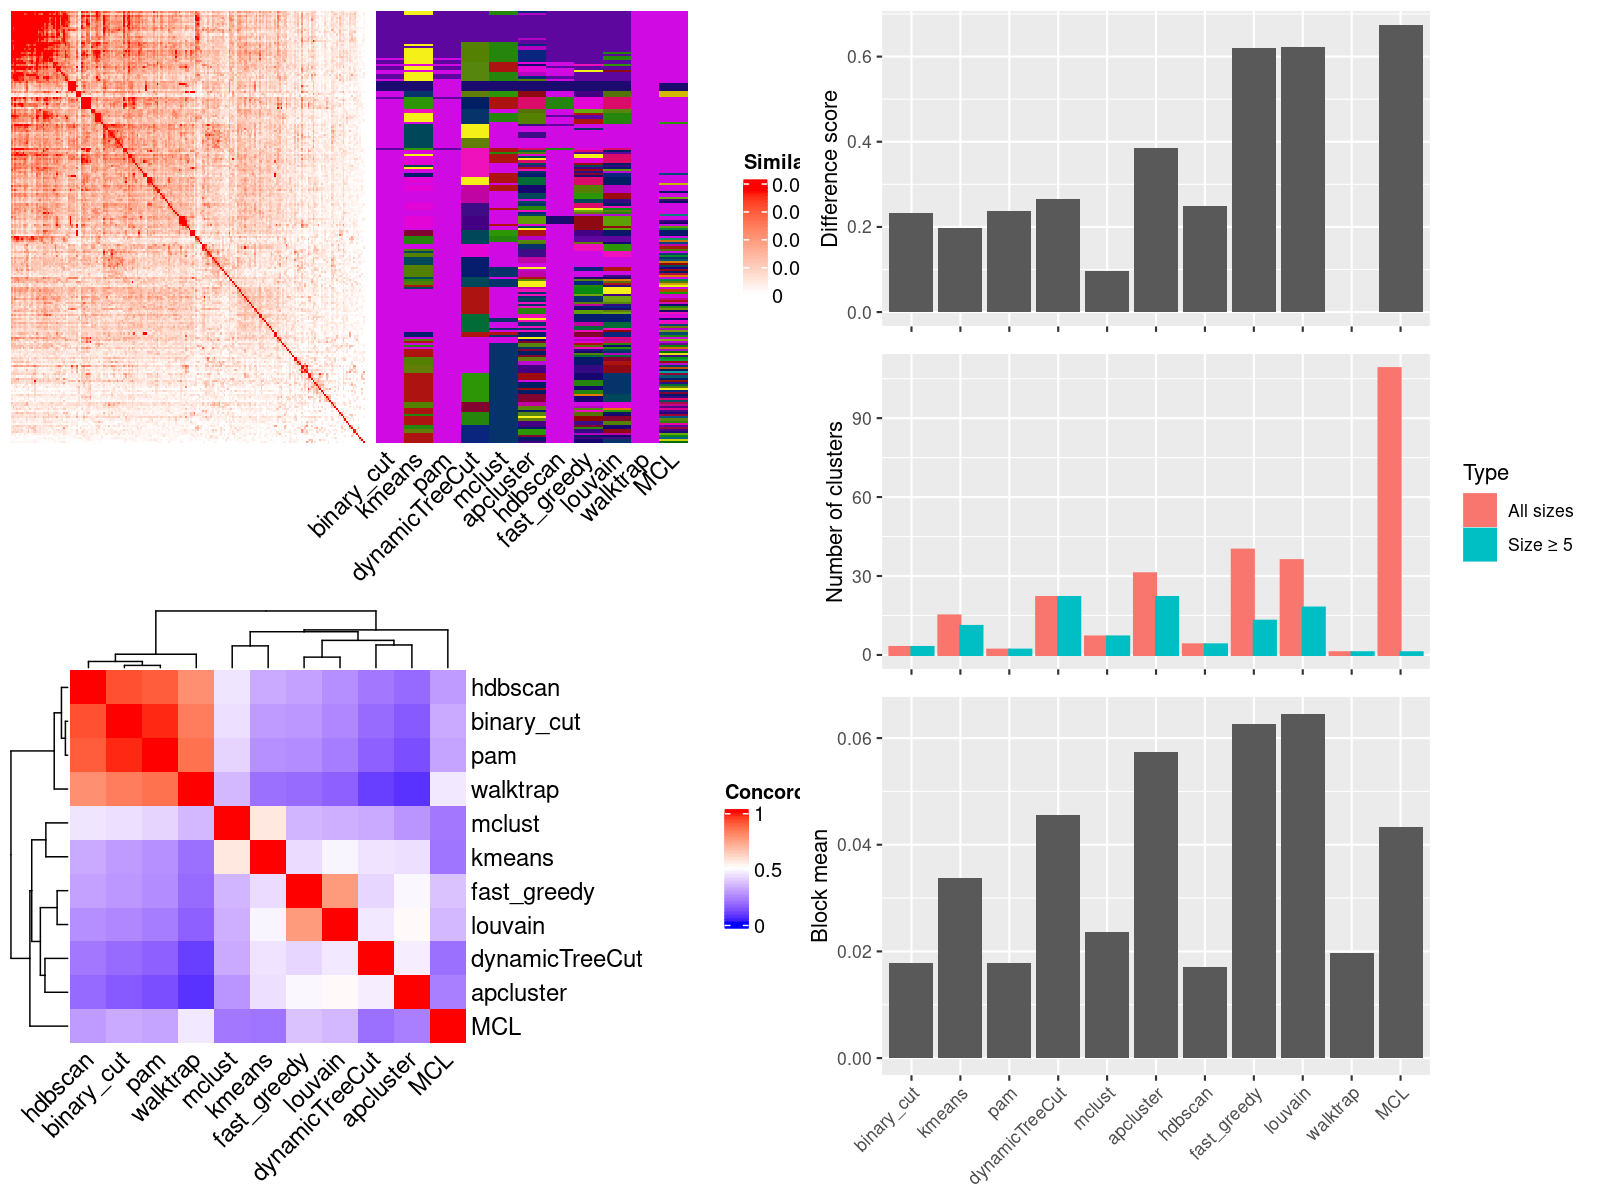 Simila
0.0
0.0
0.0
0.0
0
binary_cut
kmeans
pam
dynamicTreeCut
mclust
apcluster
hdbscan
fast_greedy
louvain
walktrap
MCL
hdbscan
binary_cut
pam
walktrap
mclust
kmeans
fast_greedy
louvain
dynamicTreeCut
apcluster
MCL
hdbscan
binary_cut
pam
walktrap
mclust
kmeans
fast_greedy
louvain
dynamicTreeCut
apcluster
MCL
Concord
1
0.5
0
Difference score
0.6
0.4
0.2
0.0
Number of clusters
90
60
30
0
Type
All sizes
Size ≥ 5
Block mean
0.06
0.04
0.02
0.00
binary_cut
kmeans
pam
dynamicTreeCut
mclust
apcluster
hdbscan
fast_greedy
louvain
walktrap
MCL